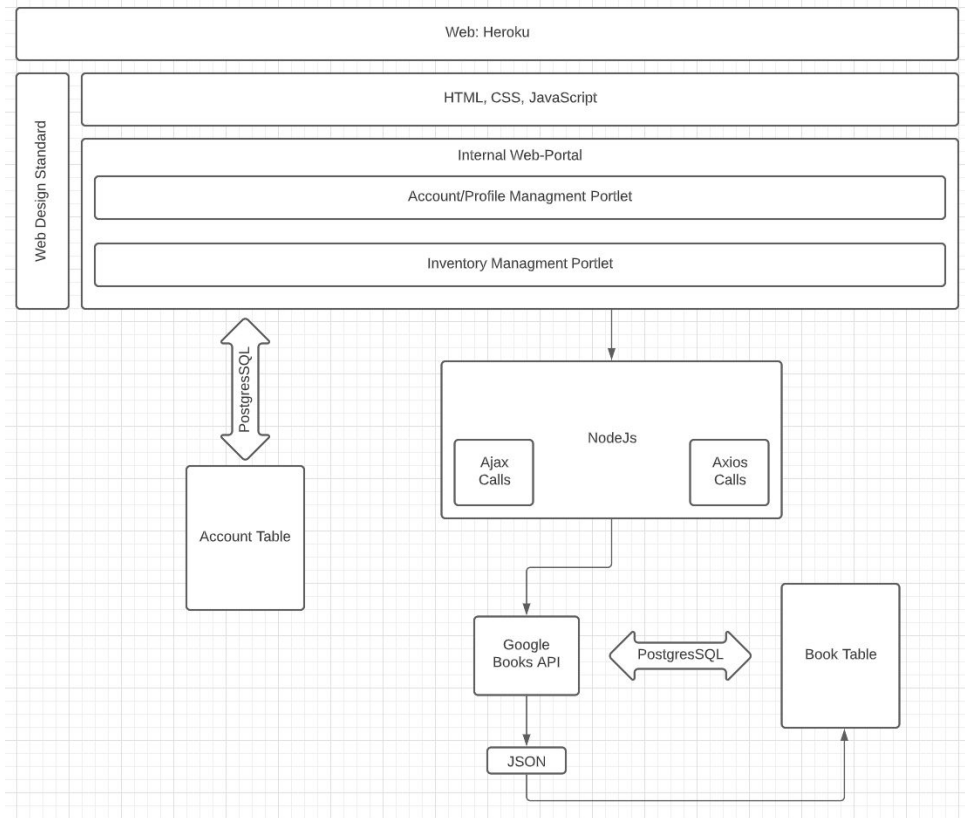 Web: Heroku
Web Design Standard
HTML, CSS, JavaScript
Internal Web-Portal
Account/Profile Managment Portlet
Inventory Managment Portlet
PostgresSQL
NodeJs
Ajax
Calls
Axios
Calls
Account Table
Google
Books API
PostgresSQL
Book Table
JSON